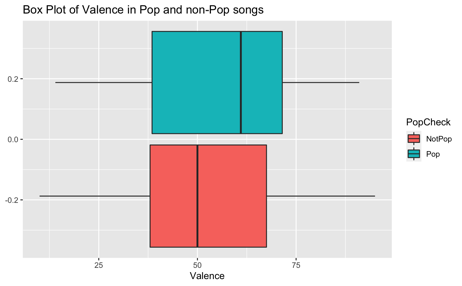 Box Plot of Valence in Pop and non-Pop songs
0.2
0.0
-0.2
25 50 75
Valence
PopCheck
NotPop
Pop